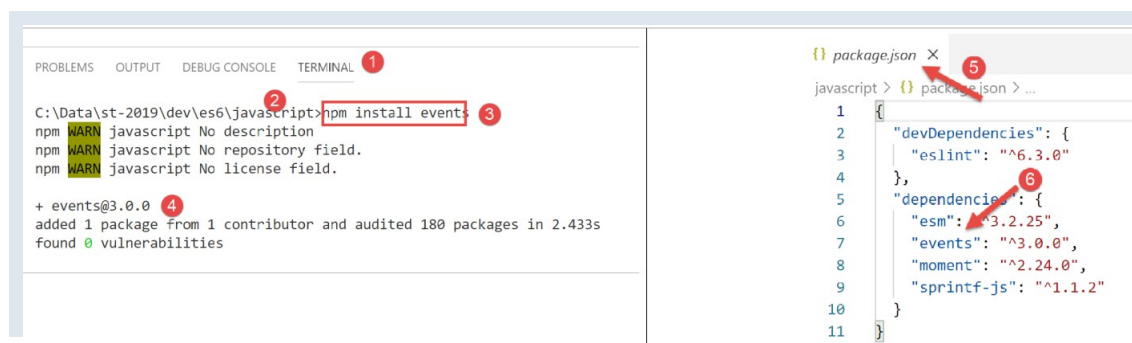 PROBLEMS OUTPUT DEBUG CONSOLE TERMINAL 1
2
C:\Data\st-2019\dev\es6\javascript>npm install events 3
npm WARN javascript No description
npm WARN javascript No repository field.
npm WARN javascript No license field.
+ events@3.0.0 4
added 1 package from 1 contributor and audited 180 packages in 2.433s
found 0 vulnerabilities
{} package.json ×
5
javascript > {} package.json > ...
1 {
2 "devDependencies": {
3 "eslint": "^6.3.0"
4 },
6
5 "dependencies": {
6 "esm": "^3.2.25",
7 "events": "^3.0.0",
8 "moment": "^2.24.0",
9 "sprintf-js": "^1.1.2"
10 }
11 }